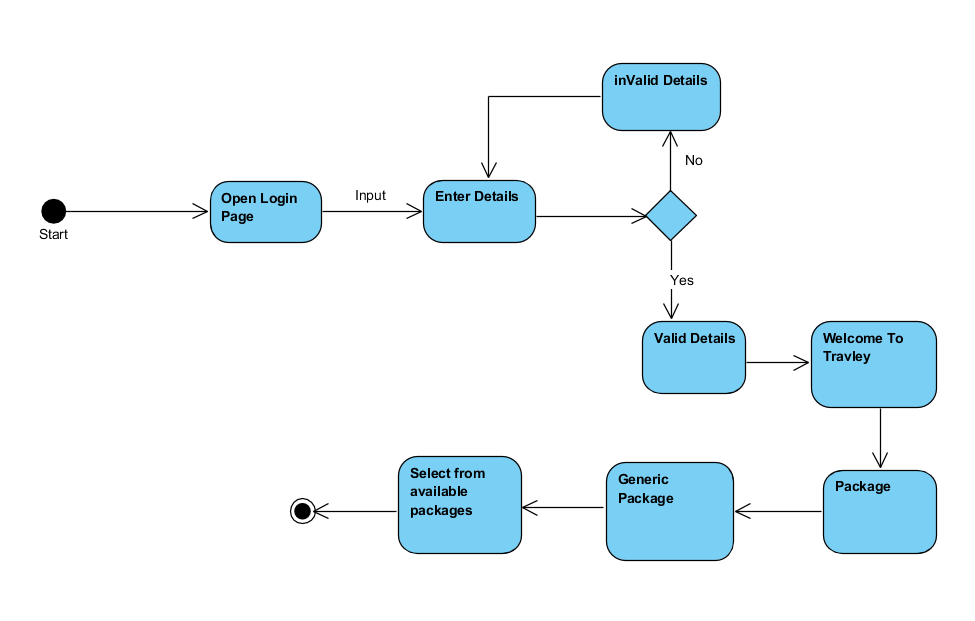 Start
Open Login
Page
Input
Enter Details
inValid Details
No
Yes
Valid Details
Welcome To
Travley
Package
Generic
Package
Select from
available
packages